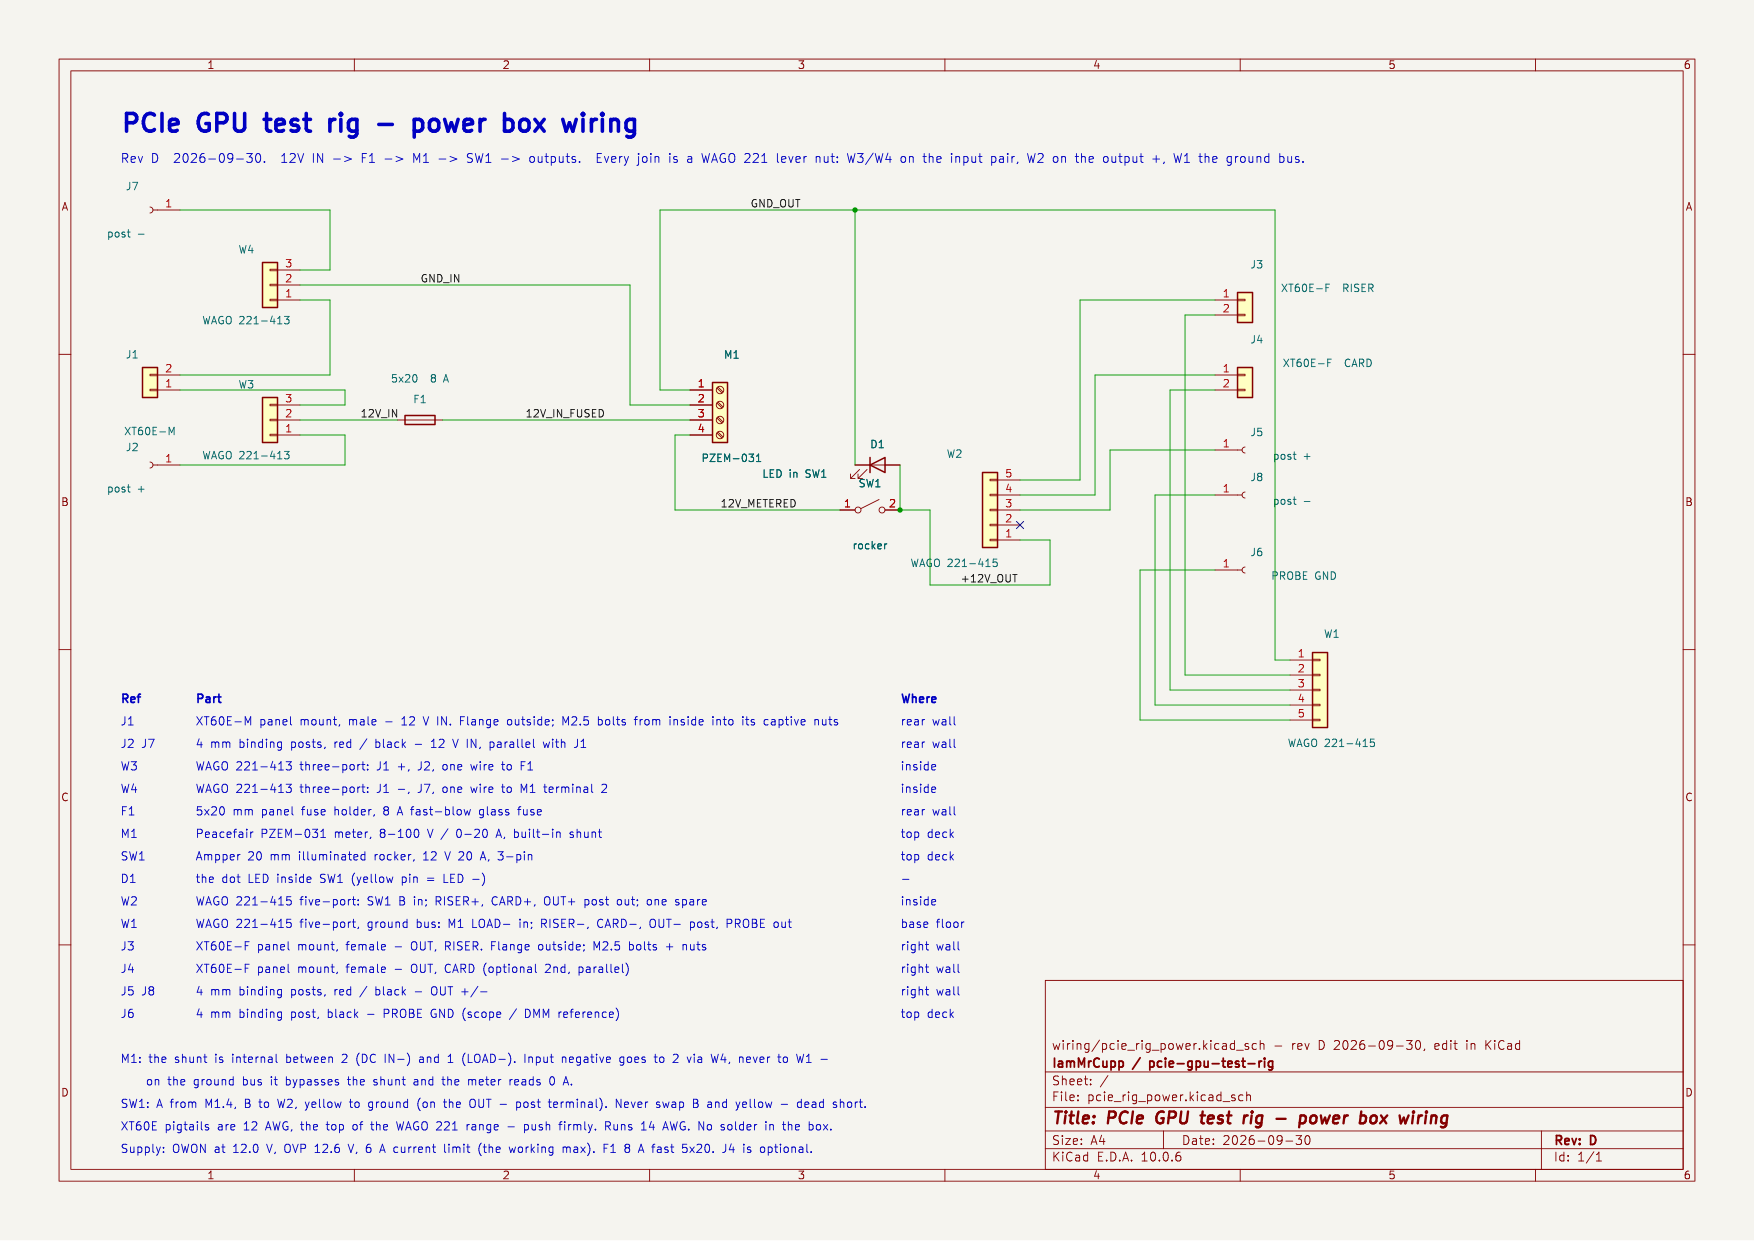 1 2 3 4 5 6
PCIe GPU test rig – power box wiring
Rev D 2026-09-30. 12V IN -> F1 -> M1 -> SW1 -> outputs. Every join is a WAGO 221 lever nut: W3/W4 on the input pair, W2 on the output +, W1 the ground bus.
J7
1
post -
A
A
GND_OUT
W4
3
2
1
WAGO 221-413
GND_IN
J3
1
2
XT60E-F RISER
J4
1
2
XT60E-F CARD
J1
2
1
XT60E-M
W3
3
2
1
WAGO 221-413
J2
1
post +
5x20 8 A
F1
12V_IN
12V_IN_FUSED
M1
1
2
3
4
PZEM-031
D1
LED in SW1
SW1
12V_METERED
1
2
rocker
W2
5
4
3
2
1
WAGO 221-415
+12V_OUT
J5
1
post +
J8
1
post -
B
B
J6
1
PROBE GND
W1
1
2
3
4
5
WAGO 221-415
Ref Part Where
J1 XT60E-M panel mount, male – 12 V IN. Flange outside; M2.5 bolts from inside into its captive nuts rear wall
J2 J7 4 mm binding posts, red / black – 12 V IN, parallel with J1 rear wall
W3 WAGO 221-413 three-port: J1 +, J2, one wire to F1 inside
W4 WAGO 221-413 three-port: J1 -, J7, one wire to M1 terminal 2 inside
C
C
F1 5x20 mm panel fuse holder, 8 A fast-blow glass fuse rear wall
M1 Peacefair PZEM-031 meter, 8-100 V / 0-20 A, built-in shunt top deck
SW1 Ampper 20 mm illuminated rocker, 12 V 20 A, 3-pin top deck
D1 the dot LED inside SW1 (yellow pin = LED -) –
W2 WAGO 221-415 five-port: SW1 B in; RISER+, CARD+, OUT+ post out; one spare inside
W1 WAGO 221-415 five-port, ground bus: M1 LOAD- in; RISER-, CARD-, OUT- post, PROBE out base floor
J3 XT60E-F panel mount, female – OUT, RISER. Flange outside; M2.5 bolts + nuts right wall
J4 XT60E-F panel mount, female – OUT, CARD (optional 2nd, parallel) right wall
J5 J8 4 mm binding posts, red / black – OUT +/- right wall
J6 4 mm binding post, black – PROBE GND (scope / DMM reference) top deck
M1: the shunt is internal between 2 (DC IN-) and 1 (LOAD-). Input negative goes to 2 via W4, never to W1 –
on the ground bus it bypasses the shunt and the meter reads 0 A.
SW1: A from M1.4, B to W2, yellow to ground (on the OUT – post terminal). Never swap B and yellow – dead short.
XT60E pigtails are 12 AWG, the top of the WAGO 221 range – push firmly. Runs 14 AWG. No solder in the box.
Supply: OWON at 12.0 V, OVP 12.6 V, 6 A current limit (the working max). F1 8 A fast 5x20. J4 is optional.
D
D
wiring/pcie_rig_power.kicad_sch – rev D 2026-09-30, edit in KiCad
IamMrCupp / pcie-gpu-test-rig
Sheet: /
File: pcie_rig_power.kicad_sch
Title: PCIe GPU test rig – power box wiring
Size: A4 Date: 2026-09-30 Rev: D
KiCad E.D.A. 10.0.6 Id: 1/1
1 2 3 4 5 6